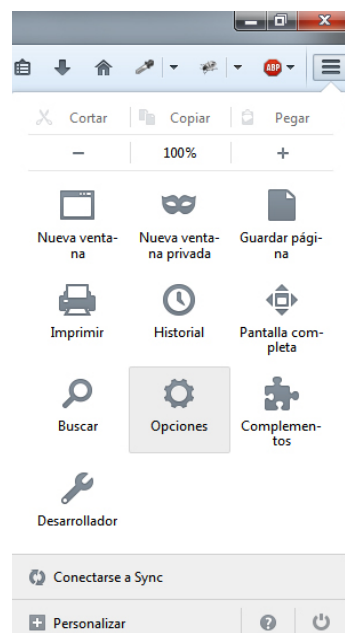 ABP
Cortar Copiar Pegar
− 100% +
Nueva venta-
na
Nueva venta-
na privada
Guardar pági-
na
Imprimir
Historial
Pantalla com-
pleta
Buscar
Opciones
Complemen-
tos
Desarrollador
Conectarse a Sync
Personalizar